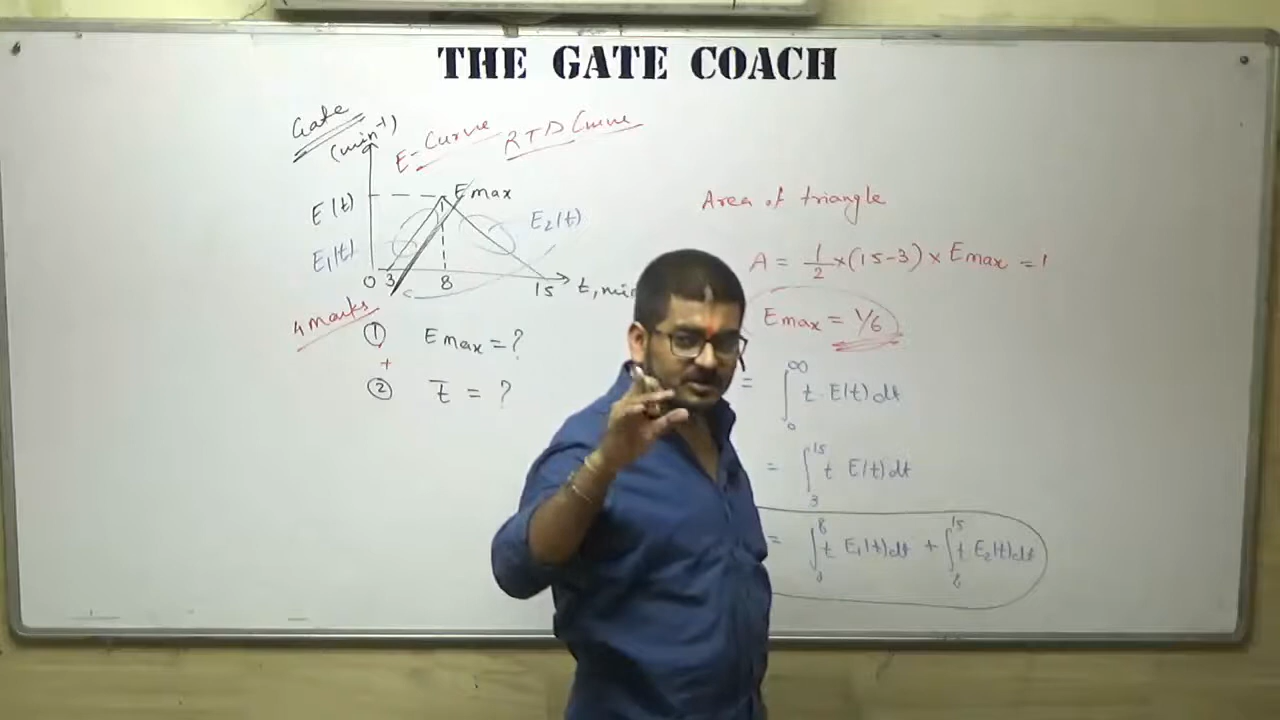 THE GATE COACH
Gate
(min⁻¹)
E-Curve RTD Curve
E(t)
Emax
E₁(t)
E₂(t)
0 3 8 15 t, min
4 marks
① Emax = ?
+
② t̅ = ?
Area of triangle
A = 1/2 × (15-3) × Emax = 1
Emax = 1/6
= ∫₀^∞ t · E(t) dt
= ∫₃^15 t E(t) dt
= ∫₃^8 t E₁(t) dt + ∫₈^15 t E₂(t) dt